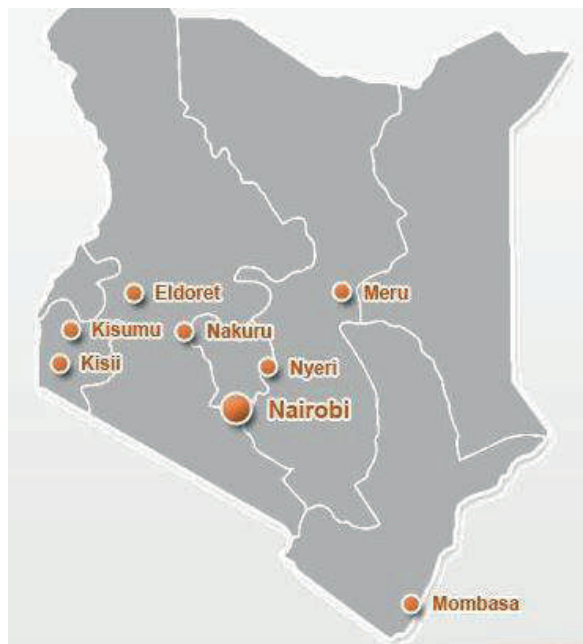 Eldoret
Meru
Kisumu
Nakuru
Kisii
Nyeri
Nairobi
Mombasa